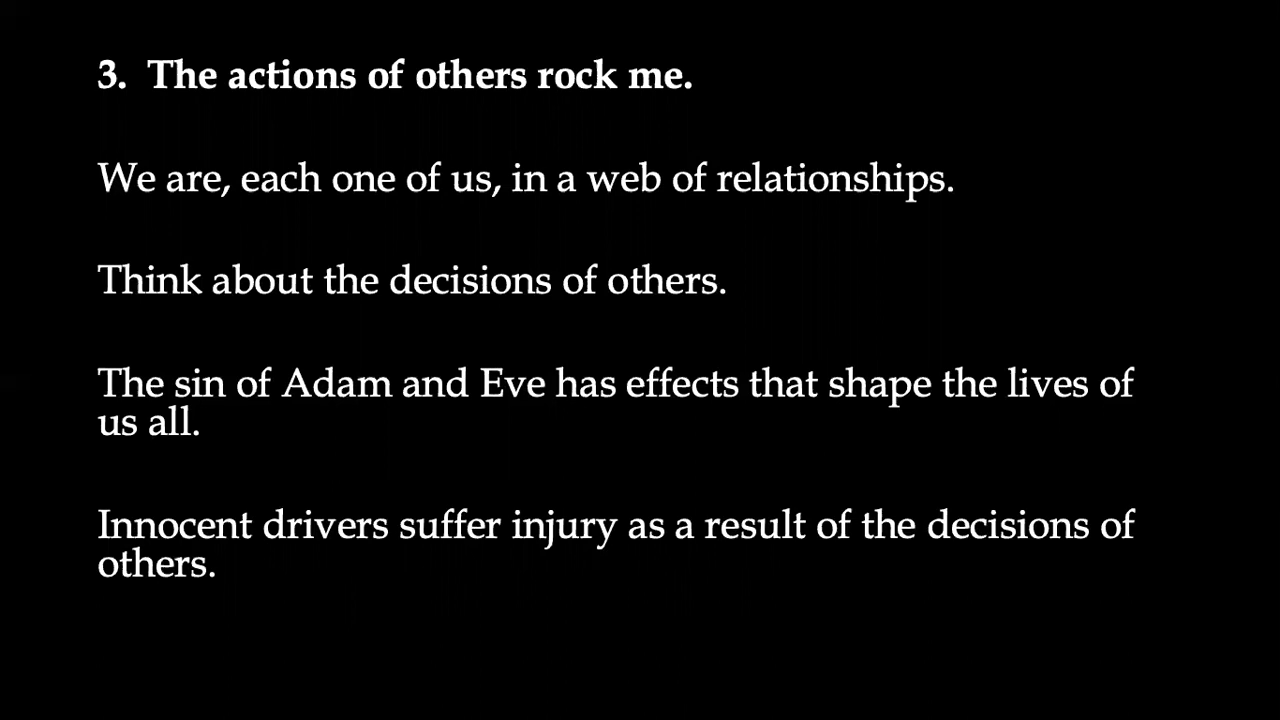 3. The actions of others rock me.
We are, each one of us, in a web of relationships.
Think about the decisions of others.
The sin of Adam and Eve has effects that shape the lives of
us all.
Innocent drivers suffer injury as a result of the decisions of
others.